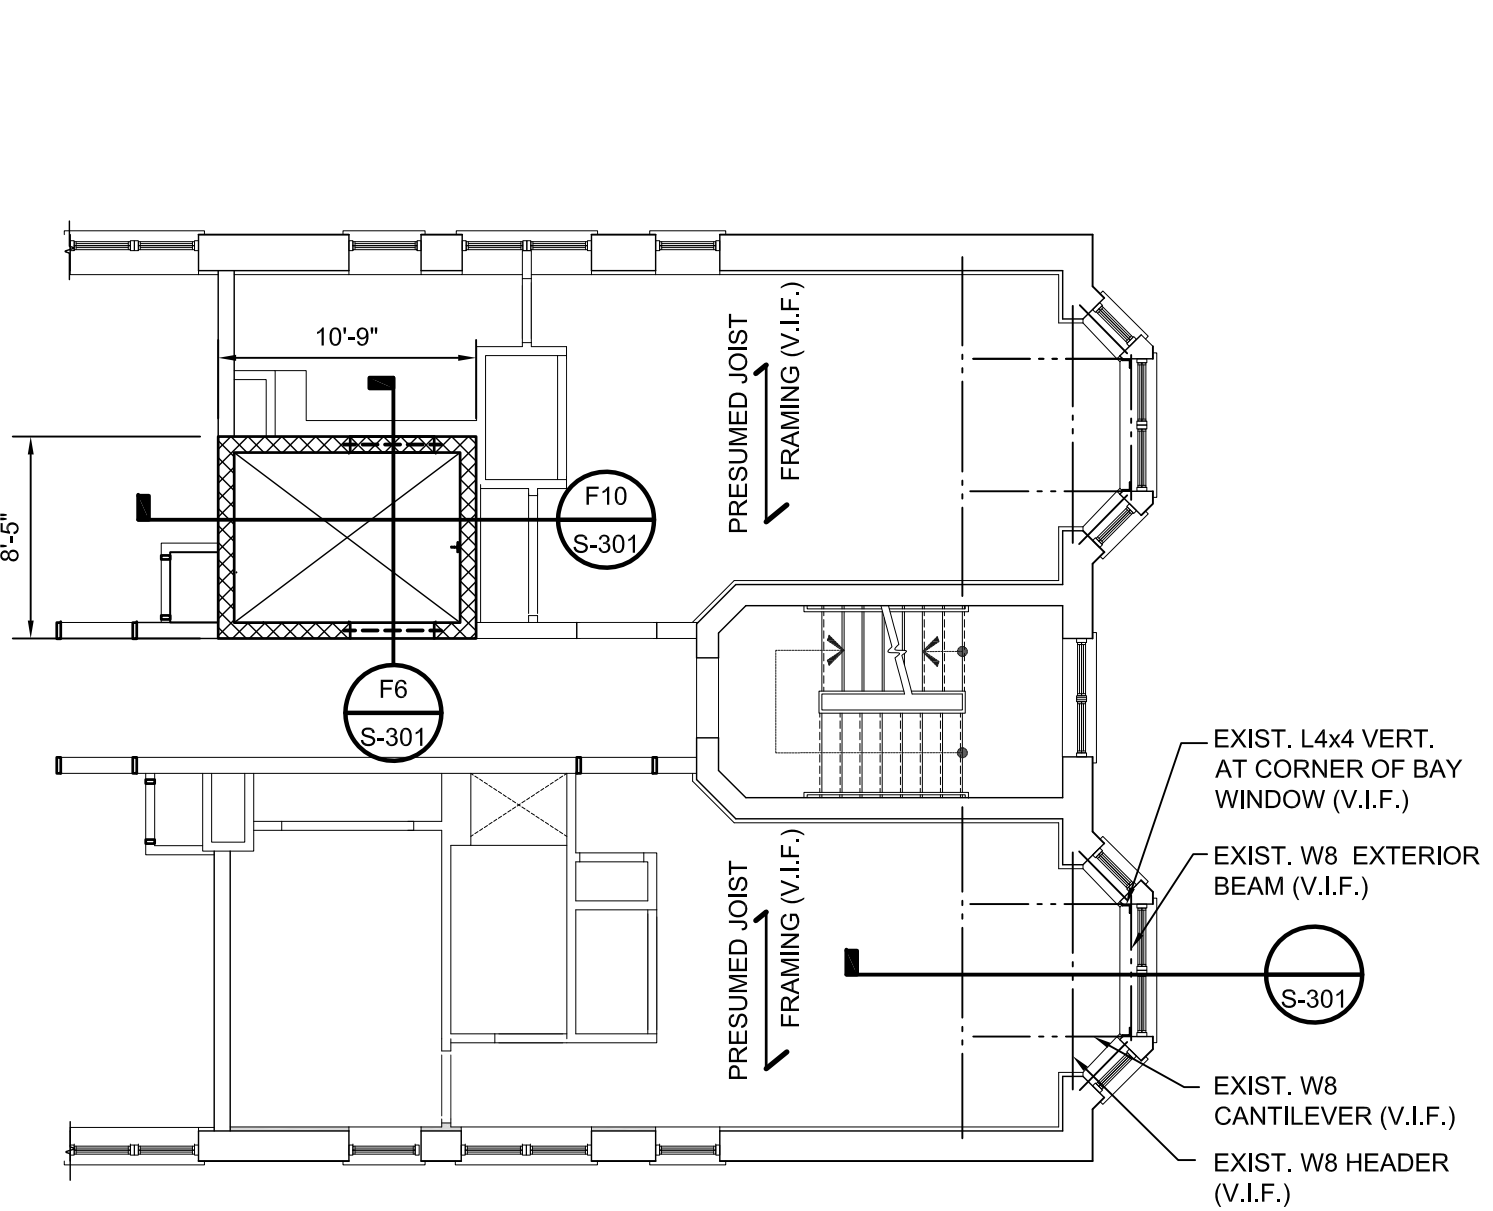 10'-9"
8'-5"
PRESUMED JOIST
FRAMING (V.I.F.)
F10
S-301
F6
S-301
EXIST. L4x4 VERT.
AT CORNER OF BAY
WINDOW (V.I.F.)
EXIST. W8 EXTERIOR
BEAM (V.I.F.)
PRESUMED JOIST
FRAMING (V.I.F.)
S-301
EXIST. W8
CANTILEVER (V.I.F.)
EXIST. W8 HEADER
(V.I.F.)